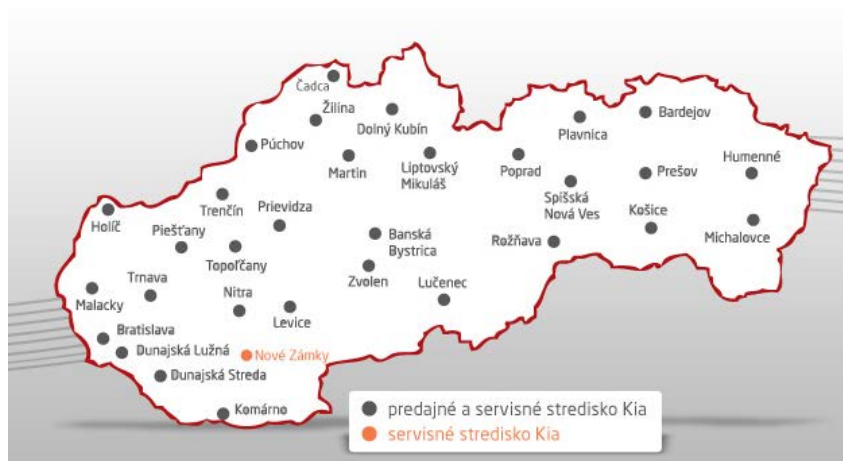 Čadca
Žilina
Dolný Kubín
Plavnica
Bardejov
Púchov
Martin
Liptovský
Mikuláš
Poprad
Spišská
Nová Ves
Prešov
Humenné
Holíč
Trenčín
Prievidza
Piešťany
Topoľčany
Banská
Bystrica
Rožňava
Košice
Michalovce
Malacky
Trnava
Nitra
Levice
Zvolen
Lučenec
Bratislava
Dunajská Lužná
Nové Zámky
Dunajská Streda
Komárno
predajné a servisné stredisko Kia
servisné stredisko Kia